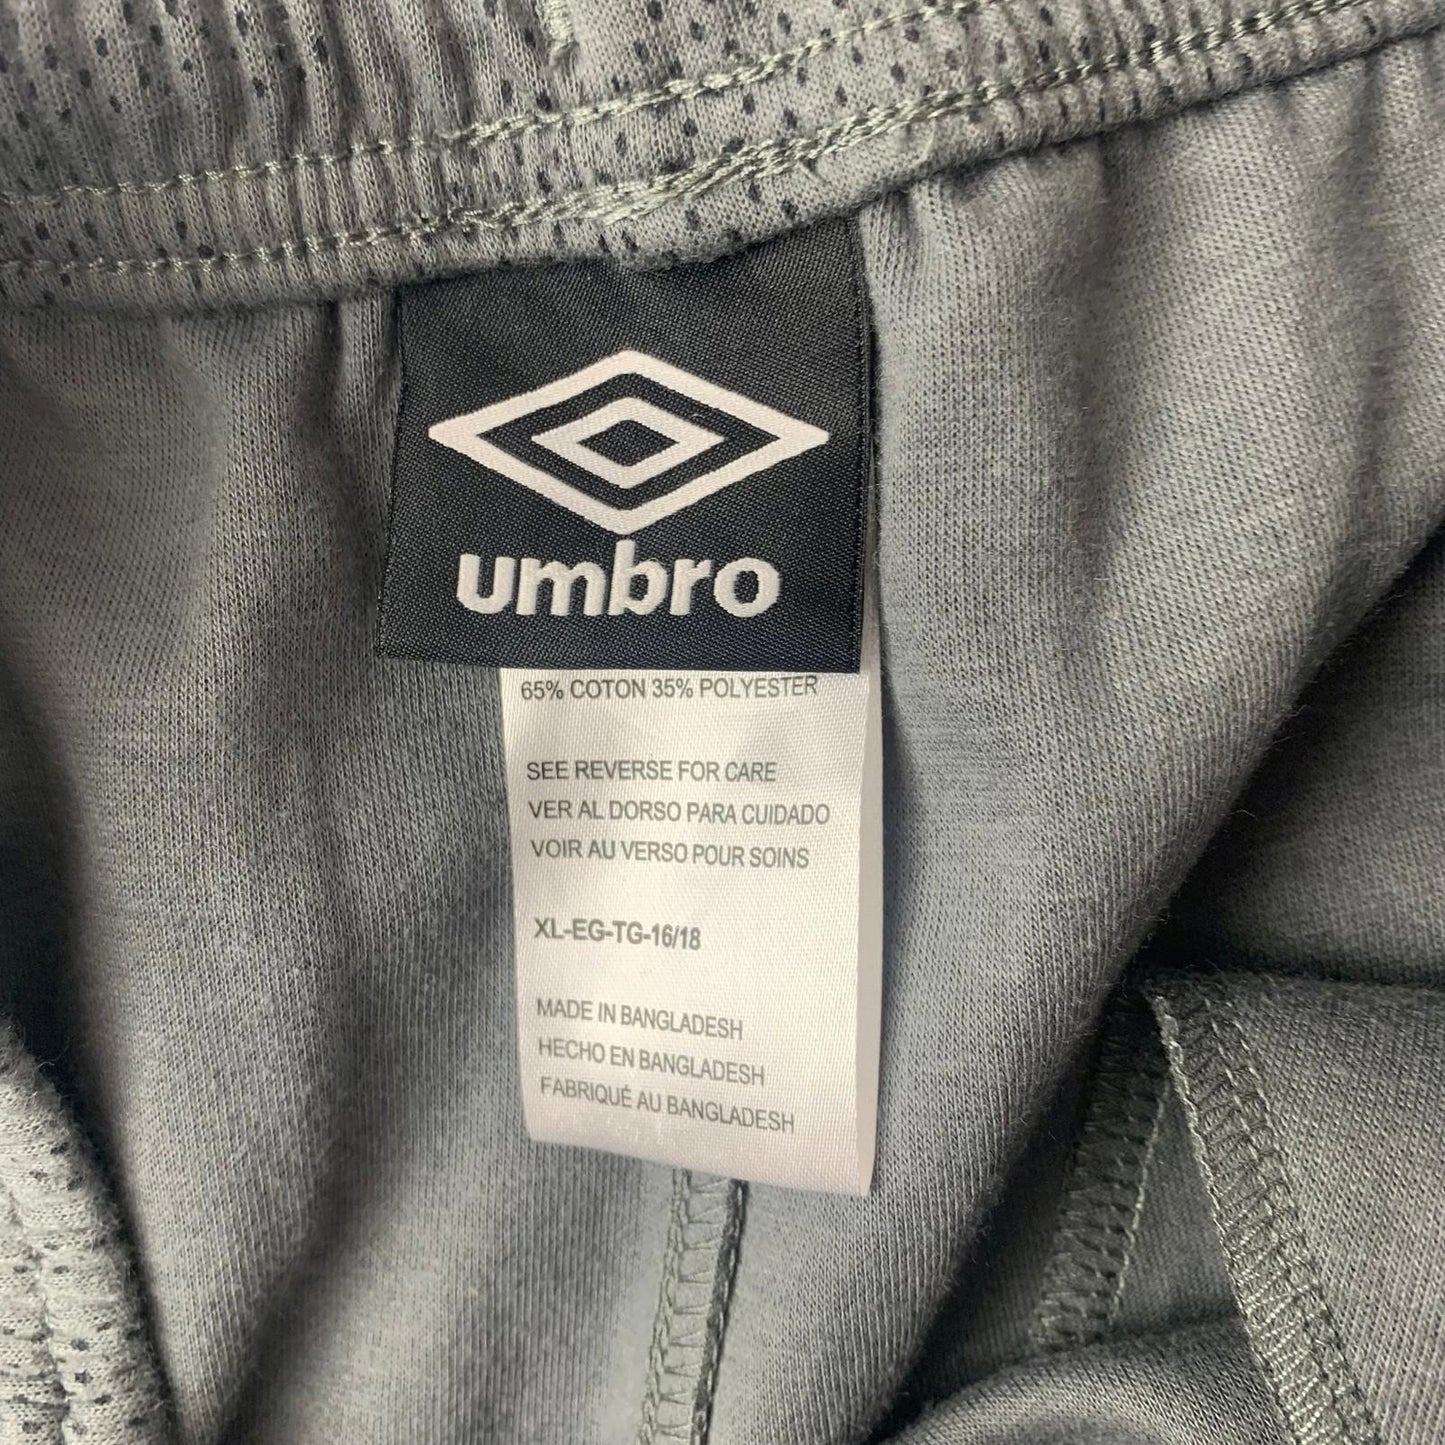 umbro
65% COTON 35% POLYESTER
SEE REVERSE FOR CARE
VER AL DORSO PARA CUIDADO
VOIR AU VERSO POUR SOINS
XL-EG-TG-16/18
MADE IN BANGLADESH
HECHO EN BANGLADESH
FABRIQUÉ AU BANGLADESH